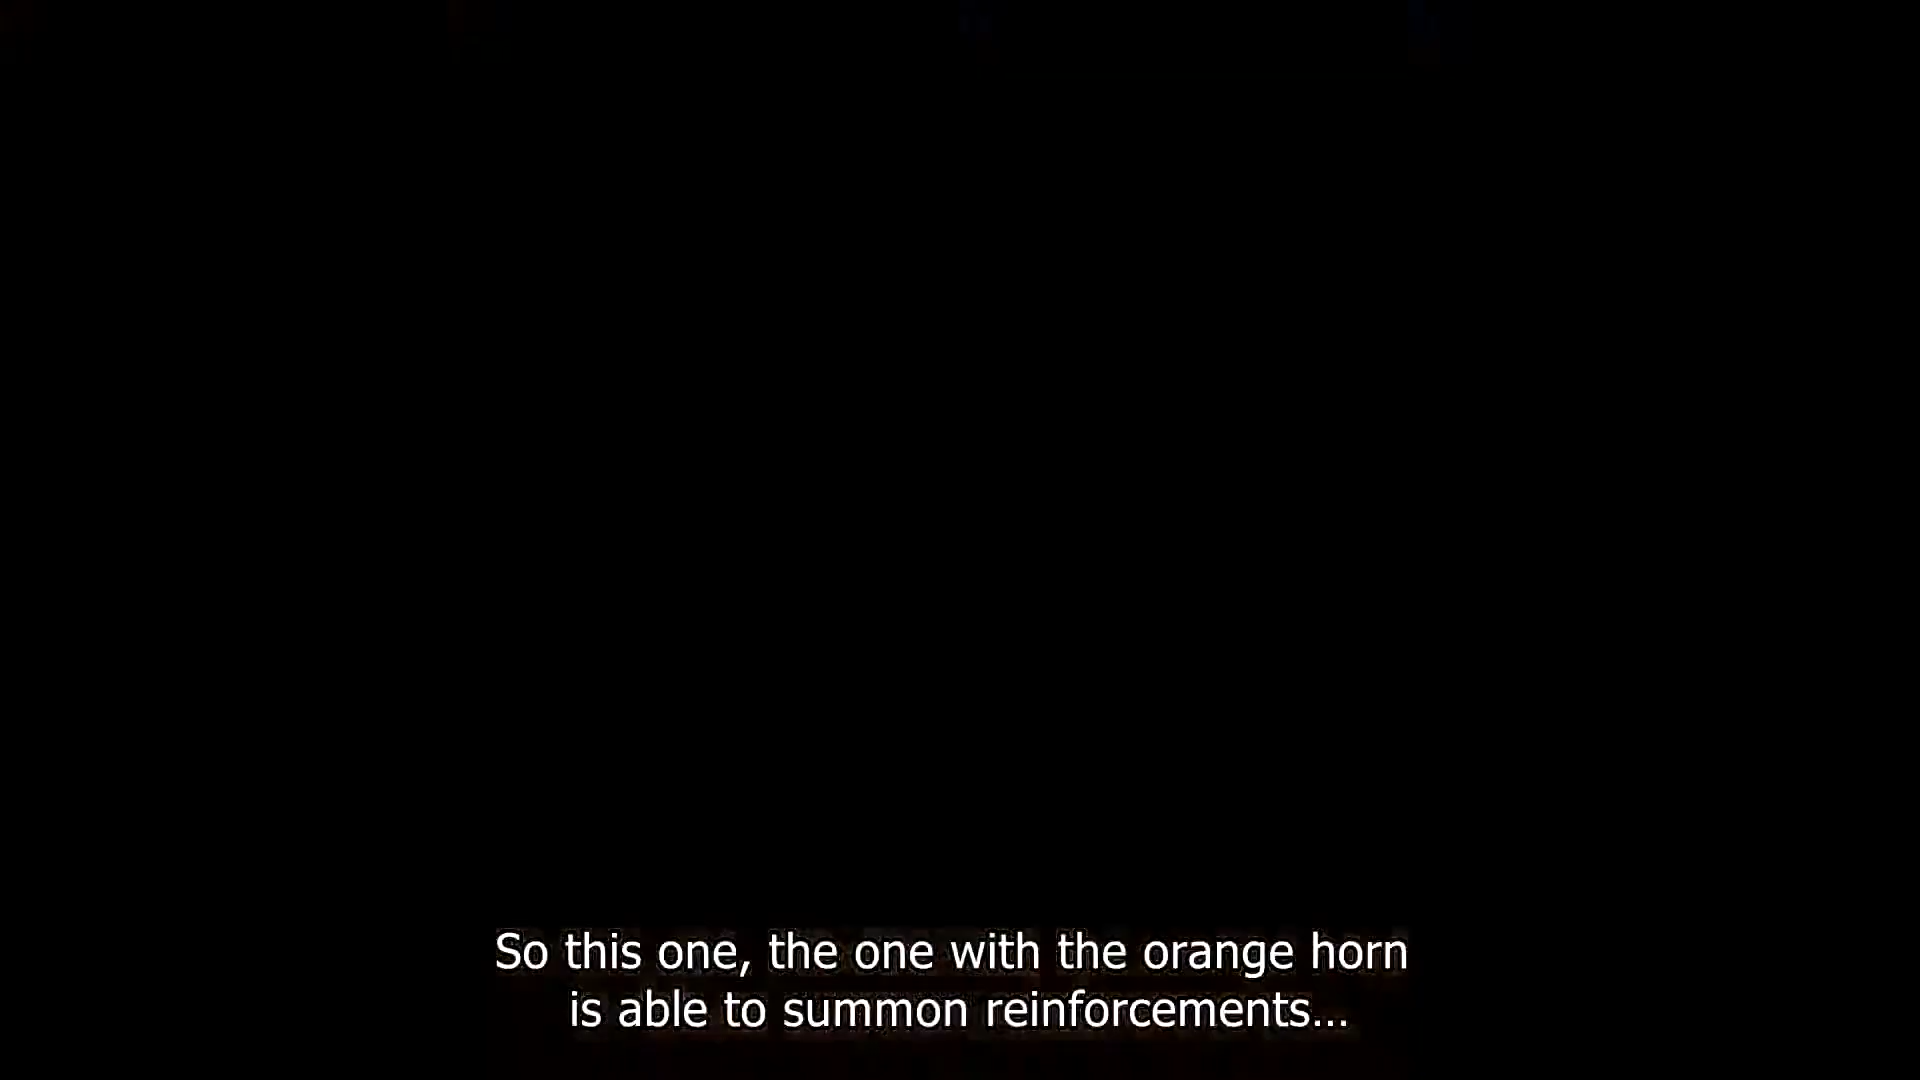 So this one, the one with the orange horn
is able to summon reinforcements...